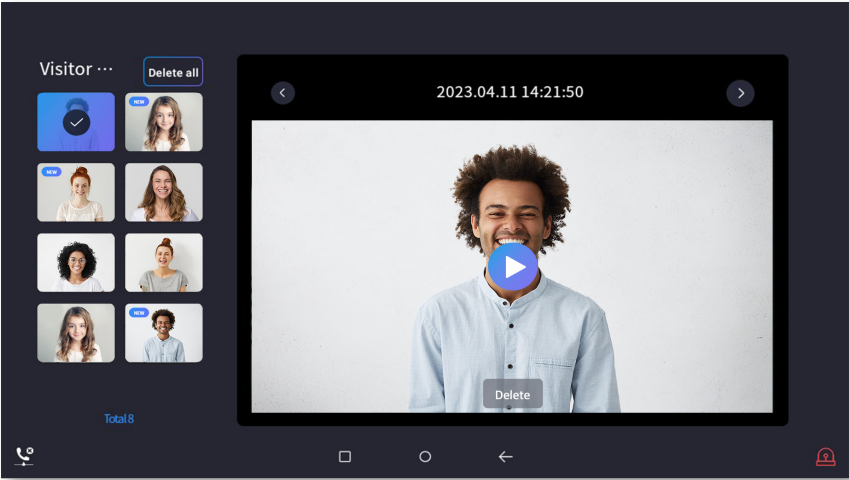 Visitor ···
Delete all
2023.04.11 14:21:50
NEW
NEW
NEW
Delete
Total 8